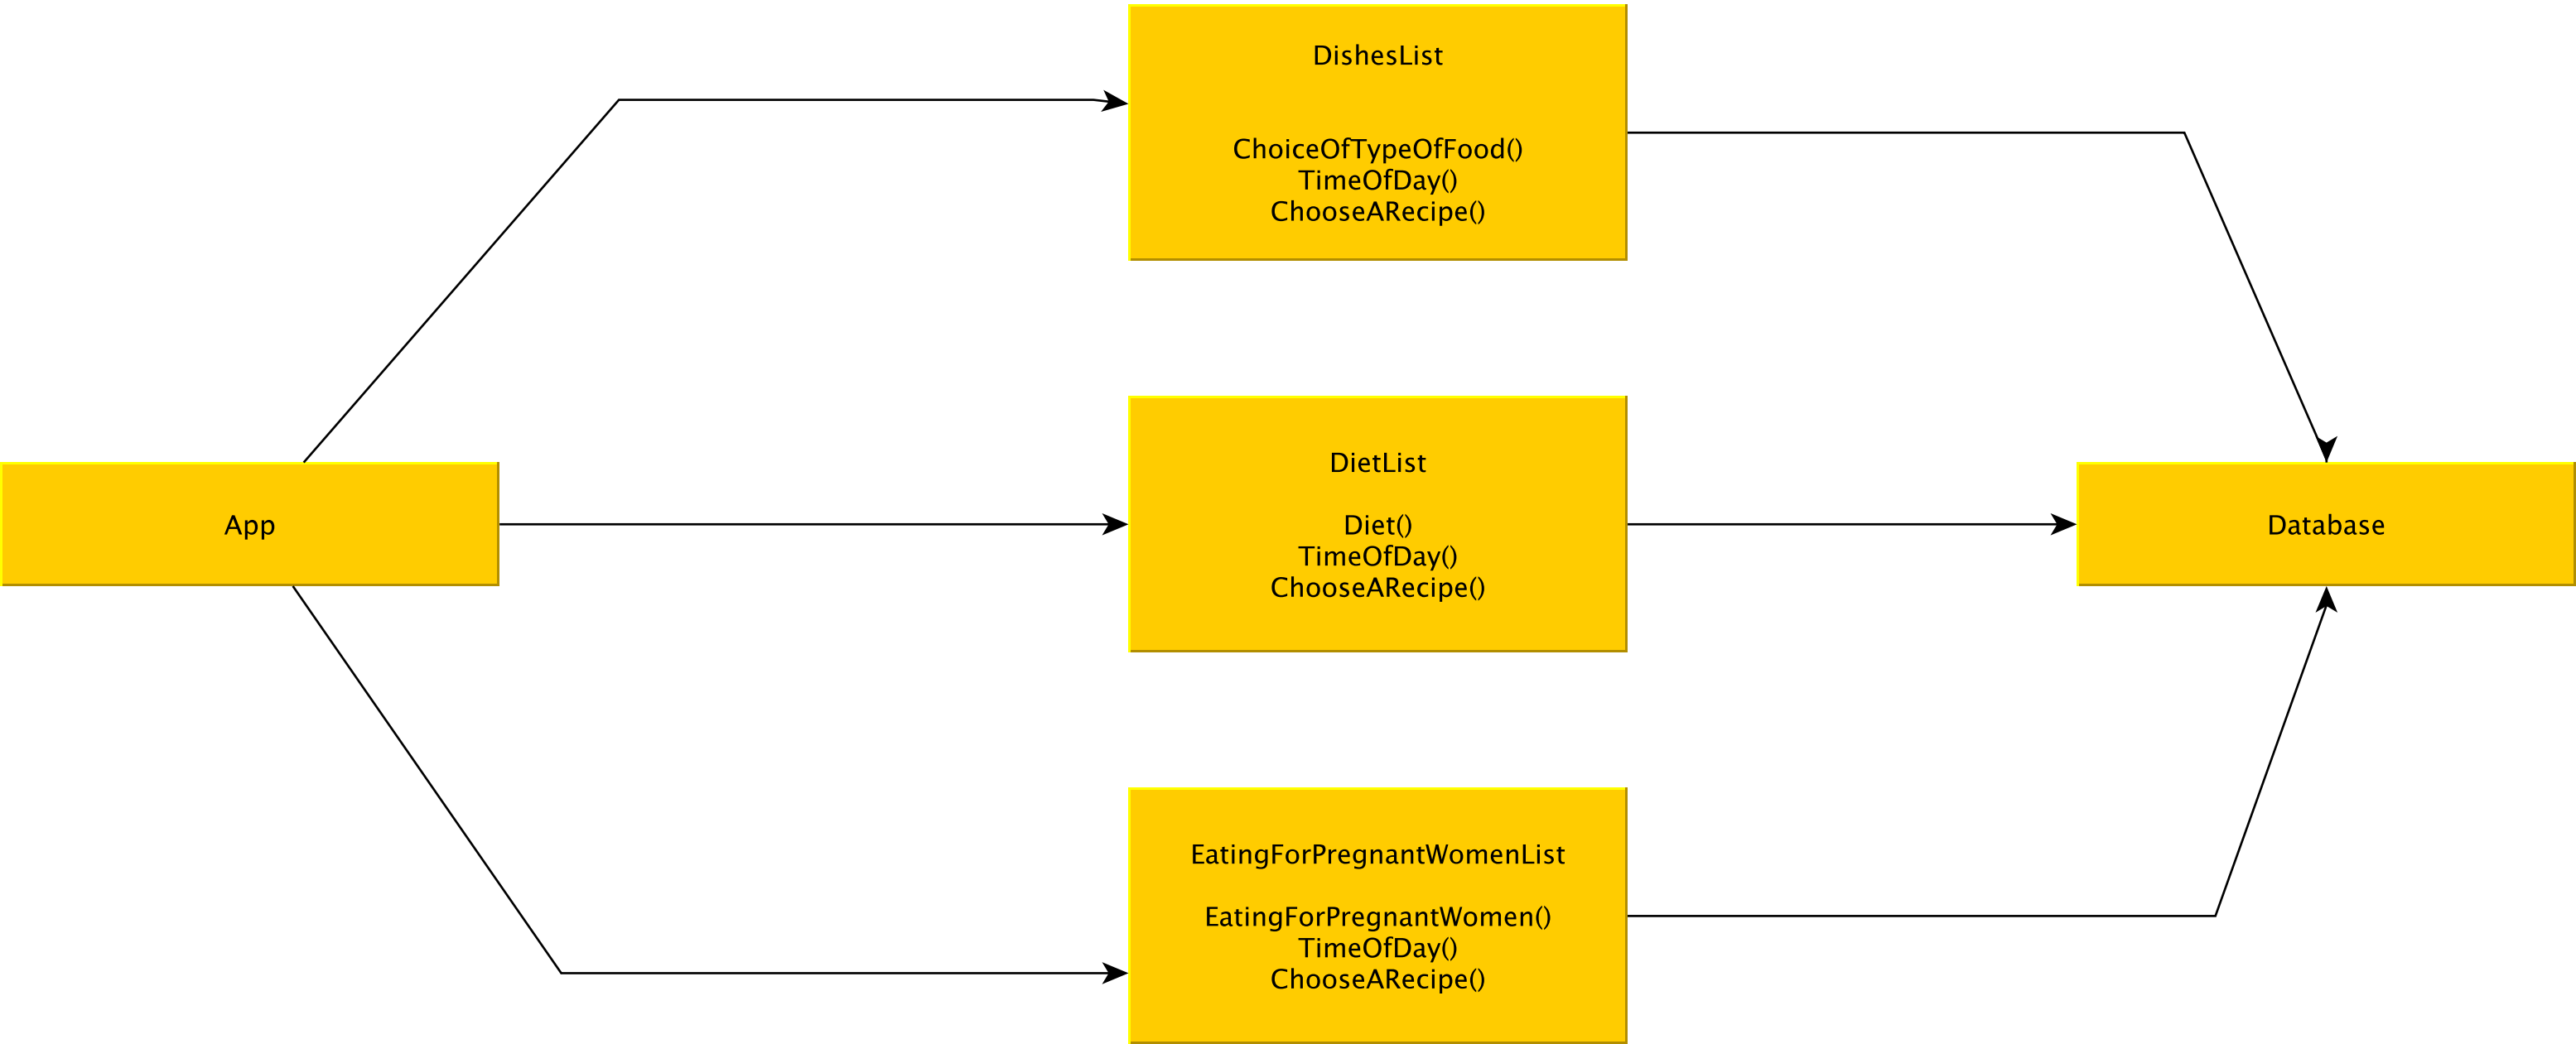 App
DishesList
ChoiceOfTypeOfFood()
TimeOfDay()
ChooseARecipe()
DietList
Diet()
TimeOfDay()
ChooseARecipe()
EatingForPregnantWomenList
EatingForPregnantWomen()
TimeOfDay()
ChooseARecipe()
Database